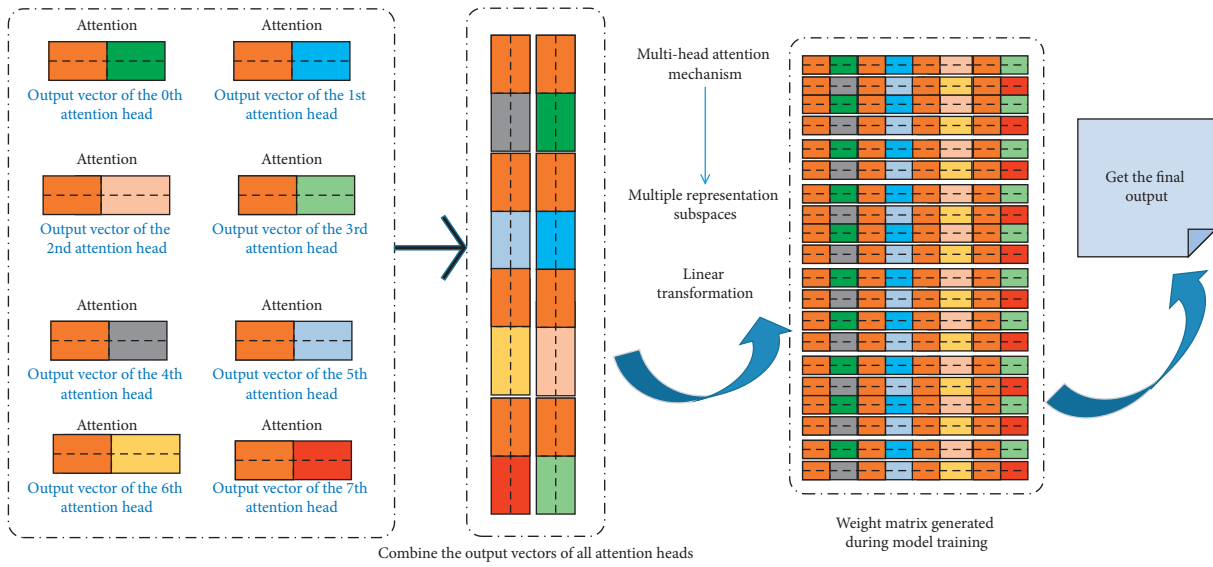 Attention
Output vector of the 0th
attention head
Attention
Output vector of the 1st
attention head
Attention
Output vector of the
2nd attention head
Attention
Output vector of the 3rd
attention head
Attention
Output vector of the 4th
attention head
Attention
Output vector of the 5th
attention head
Attention
Output vector of the 6th
attention head
Attention
Output vector of the 7th
attention head
Combine the output vectors of all attention heads
Multi-head attention
mechanism
Multiple representation
subspaces
Linear
transformation
Weight matrix generated
during model training
Get the final
output